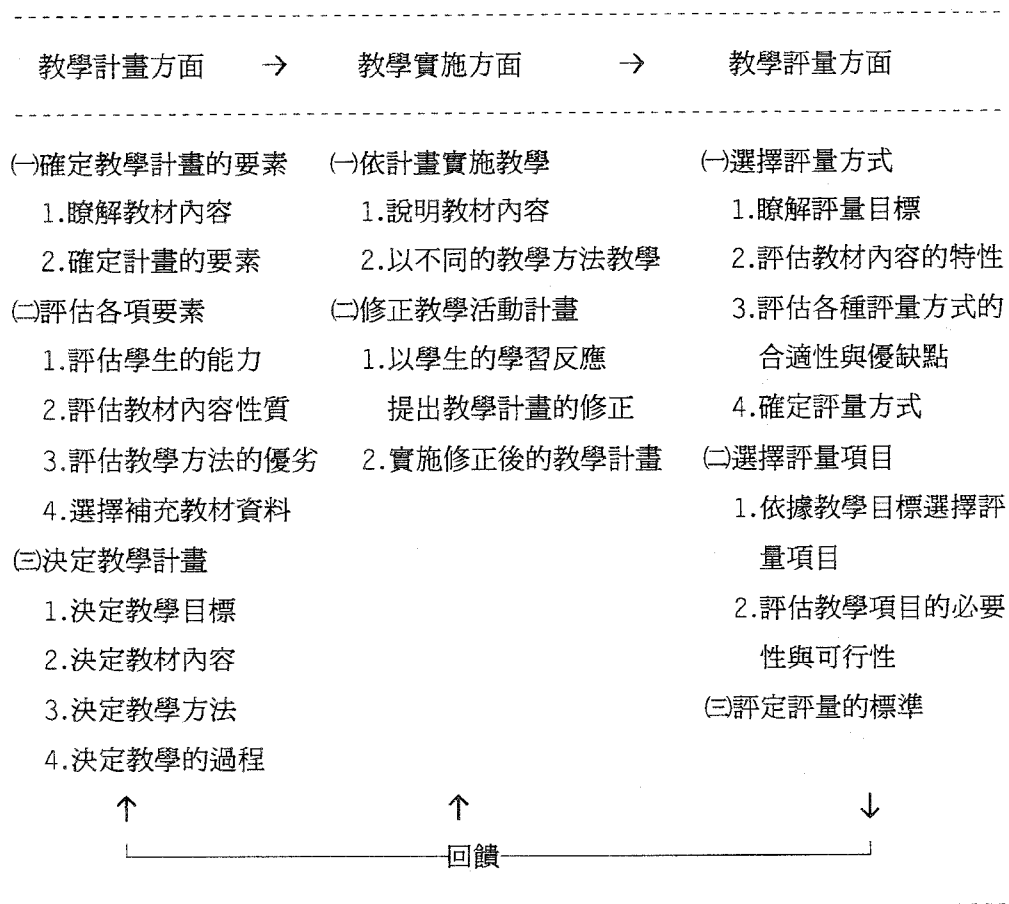 教學計畫方面 → 教學實施方面 → 教學評量方面
㈠確定教學計畫的要素
1.瞭解教材內容
2.確定計畫的要素
㈡評估各項要素
1.評估學生的能力
2.評估教材內容性質
3.評估教學方法的優劣
4.選擇補充教材資料
㈢決定教學計畫
1.決定教學目標
2.決定教材內容
3.決定教學方法
4.決定教學的過程
㈠依計畫實施教學
1.說明教材內容
2.以不同的教學方法教學
㈡修正教學活動計畫
1.以學生的學習反應
提出教學計畫的修正
2.實施修正後的教學計畫
㈠選擇評量方式
1.瞭解評量目標
2.評估教材內容的特性
3.評估各種評量方式的
合適性與優缺點
4.確定評量方式
㈡選擇評量項目
1.依據教學目標選擇評
量項目
2.評估教學項目的必要
性與可行性
㈢評定評量的標準
↑ ↑ ↓
回饋